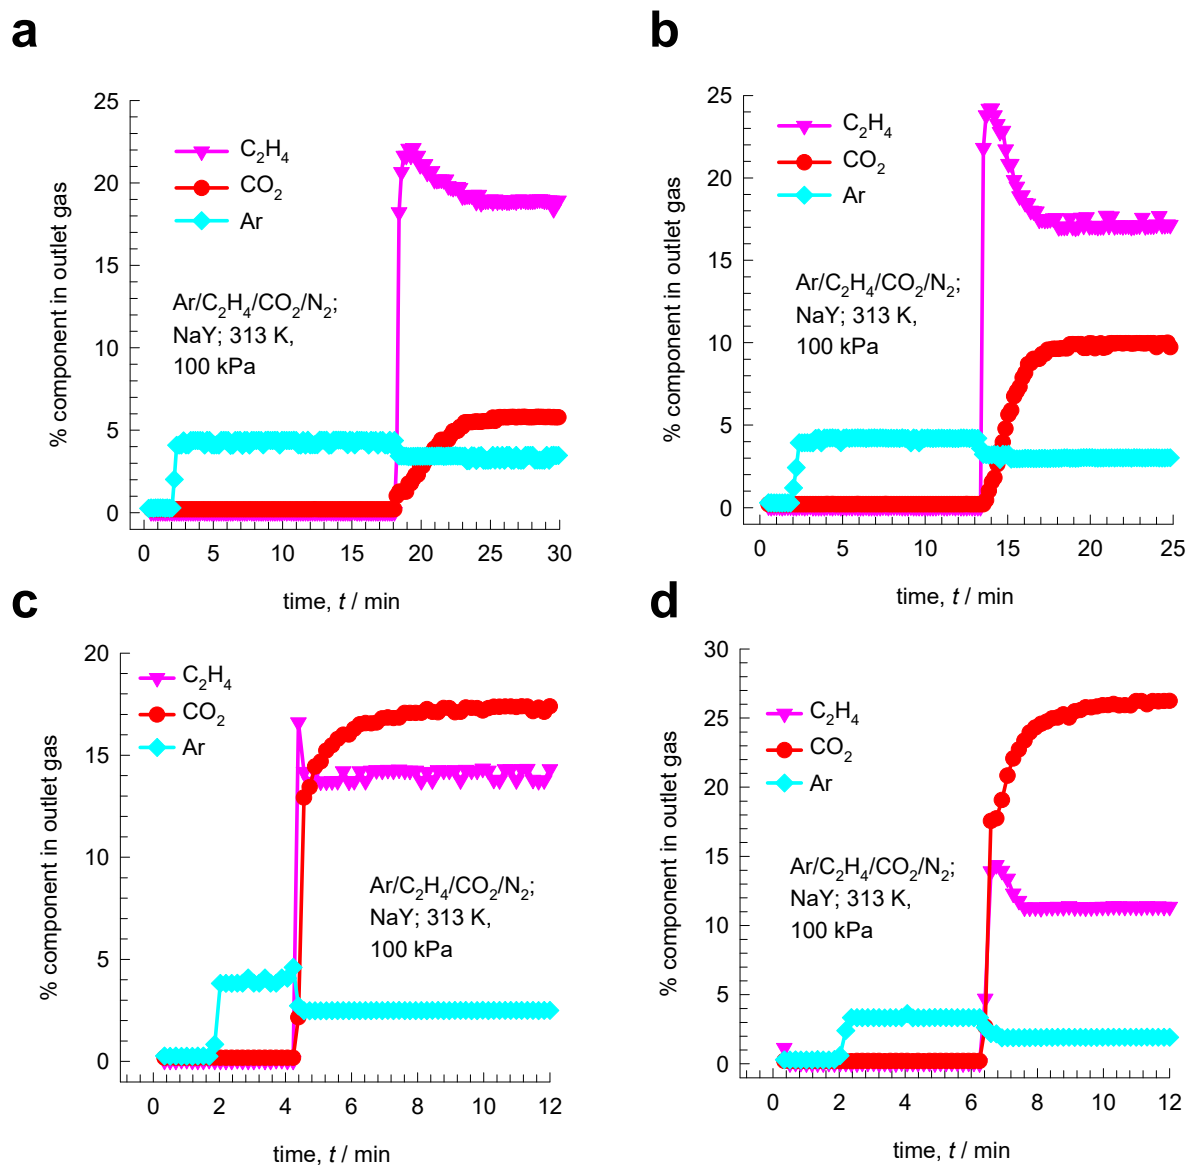 a
25
20
15
10
5
0
% component in outlet gas
C₂H₄
CO₂
Ar
Ar/C₂H₄/CO₂/N₂;
NaY; 313 K,
100 kPa
0 5 10 15 20 25 30
time, t / min
b
25
20
15
10
5
0
% component in outlet gas
C₂H₄
CO₂
Ar
Ar/C₂H₄/CO₂/N₂;
NaY; 313 K,
100 kPa
0 5 10 15 20 25
time, t / min
c
20
15
10
5
0
% component in outlet gas
C₂H₄
CO₂
Ar
Ar/C₂H₄/CO₂/N₂;
NaY; 313 K,
100 kPa
0 2 4 6 8 10 12
time, t / min
d
30
25
20
15
10
5
0
% component in outlet gas
C₂H₄
CO₂
Ar
Ar/C₂H₄/CO₂/N₂;
NaY; 313 K,
100 kPa
0 2 4 6 8 10 12
time, t / min